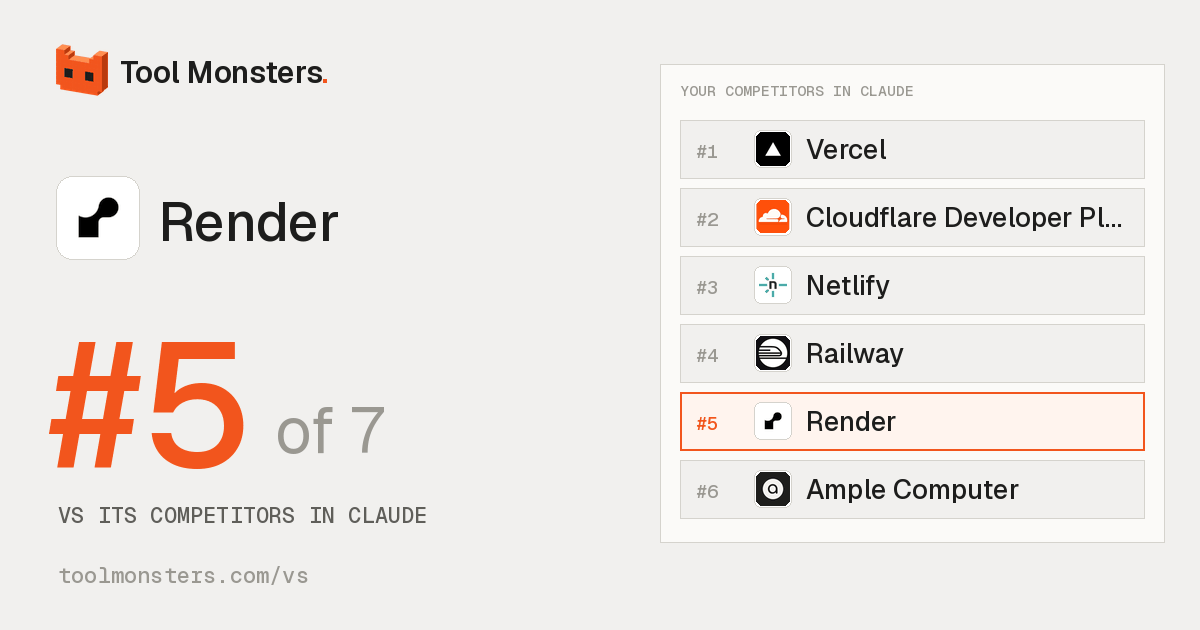 Tool Monsters.
Render
#5 of 7
VS ITS COMPETITORS IN CLAUDE
toolmonsters.com/vs
YOUR COMPETITORS IN CLAUDE
#1 Vercel
#2 Cloudflare Developer Pl...
#3 n Netlify
#4 Railway
#5 Render
#6 a Ample Computer